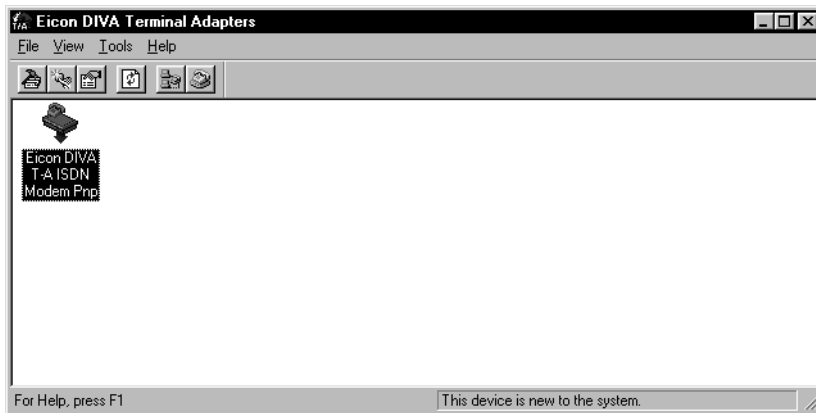 T/A Eicon DIVA Terminal Adapters
File View Tools Help
Eicon DIVA
T-A ISDN
Modem Pnp
For Help, press F1 This device is new to the system.